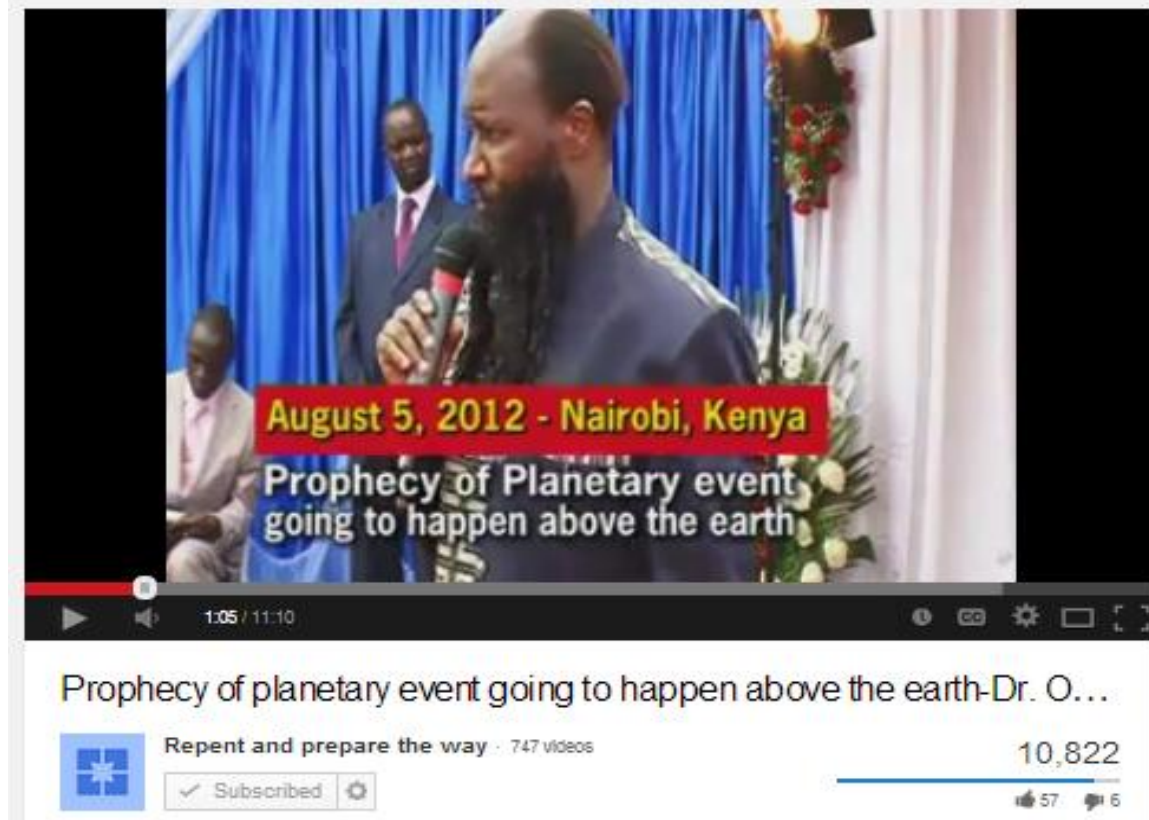 August 5, 2012 - Nairobi, Kenya
Prophecy of Planetary event
going to happen above the earth
1:05 / 11:10
CC
Prophecy of planetary event going to happen above the earth-Dr. O...
Repent and prepare the way · 747 videos
10,822
Subscribed
57 6